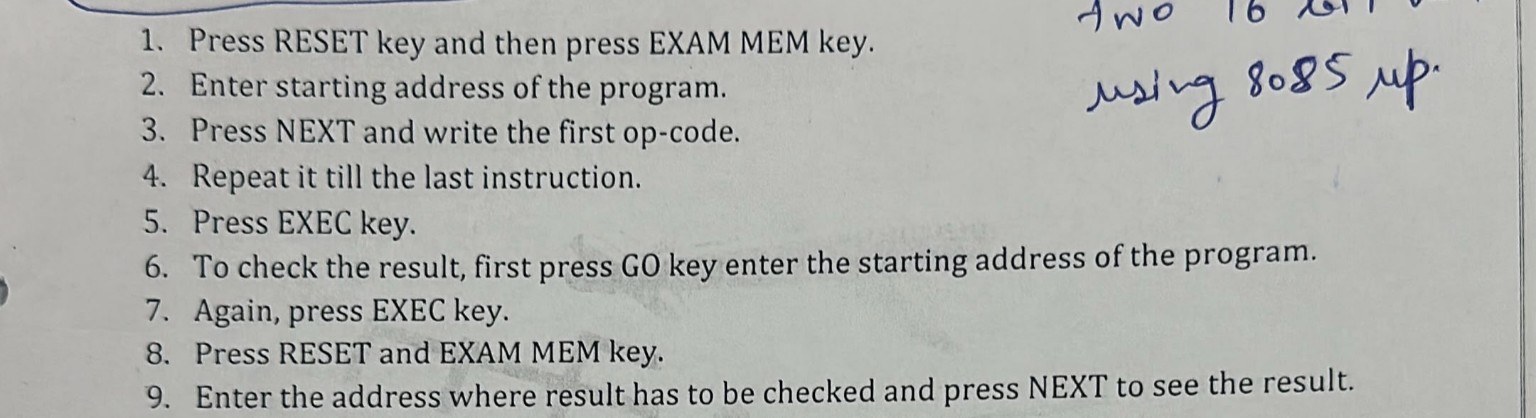 Two 16
using 8085 μp.
1. Press RESET key and then press EXAM MEM key.
2. Enter starting address of the program.
3. Press NEXT and write the first op-code.
4. Repeat it till the last instruction.
5. Press EXEC key.
6. To check the result, first press GO key enter the starting address of the program.
7. Again, press EXEC key.
8. Press RESET and EXAM MEM key.
9. Enter the address where result has to be checked and press NEXT to see the result.